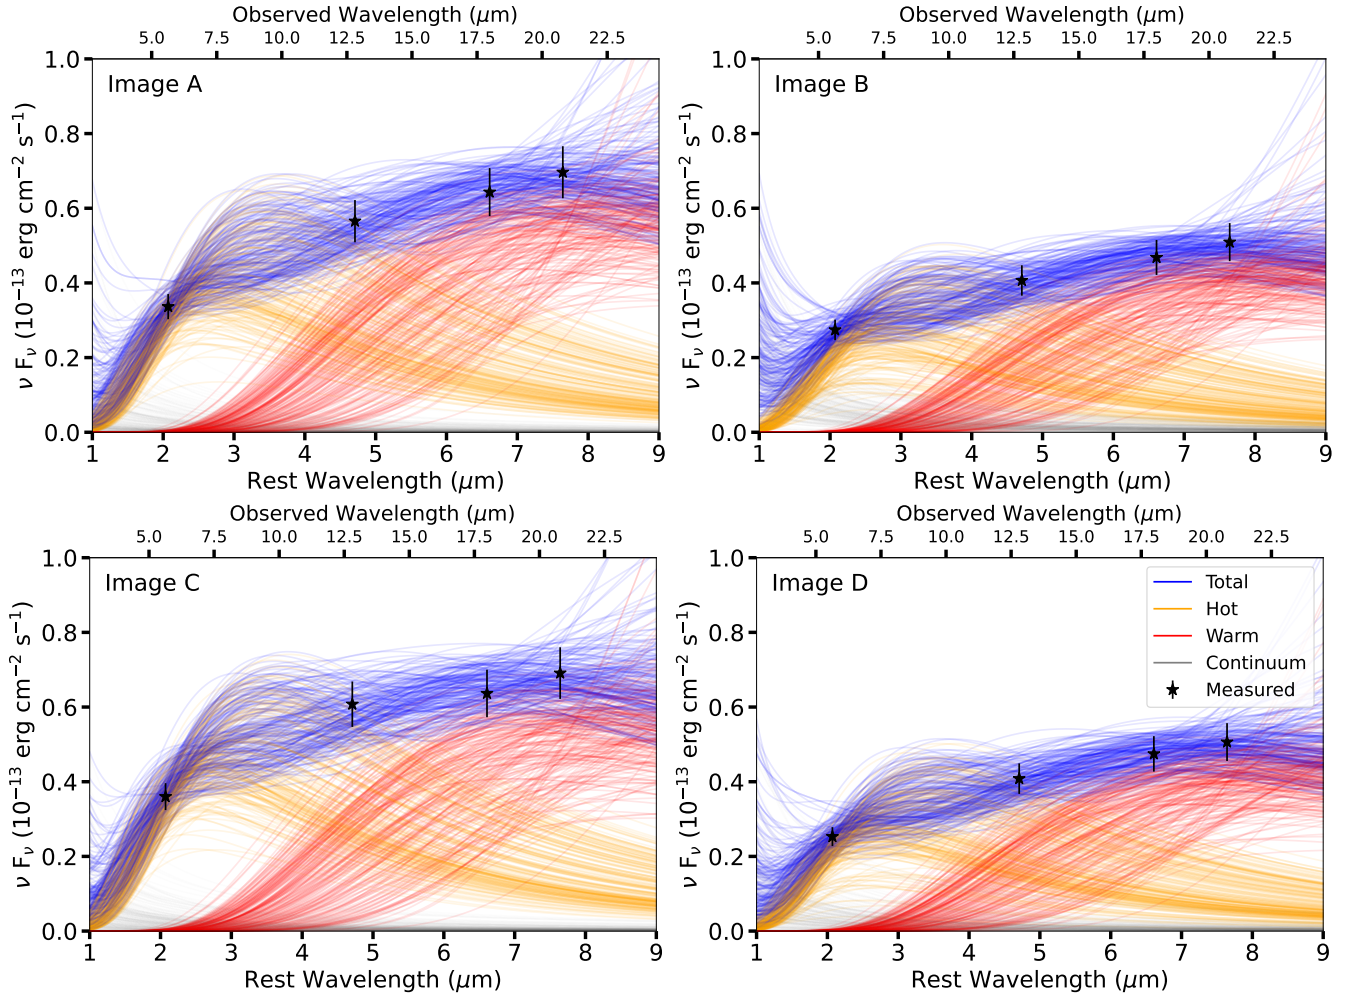 Observed Wavelength (μm)
5.0 7.5 10.0 12.5 15.0 17.5 20.0 22.5
Image A
1.0
0.8
0.6
0.4
0.2
0.0
ν Fν (10⁻¹³ erg cm⁻² s⁻¹)
1 2 3 4 5 6 7 8 9
Rest Wavelength (μm)
Observed Wavelength (μm)
5.0 7.5 10.0 12.5 15.0 17.5 20.0 22.5
Image B
1.0
0.8
0.6
0.4
0.2
0.0
ν Fν (10⁻¹³ erg cm⁻² s⁻¹)
1 2 3 4 5 6 7 8 9
Rest Wavelength (μm)
Observed Wavelength (μm)
5.0 7.5 10.0 12.5 15.0 17.5 20.0 22.5
Image C
1.0
0.8
0.6
0.4
0.2
0.0
ν Fν (10⁻¹³ erg cm⁻² s⁻¹)
1 2 3 4 5 6 7 8 9
Rest Wavelength (μm)
Observed Wavelength (μm)
5.0 7.5 10.0 12.5 15.0 17.5 20.0 22.5
Image D
Total
Hot
Warm
Continuum
Measured
1.0
0.8
0.6
0.4
0.2
0.0
ν Fν (10⁻¹³ erg cm⁻² s⁻¹)
1 2 3 4 5 6 7 8 9
Rest Wavelength (μm)